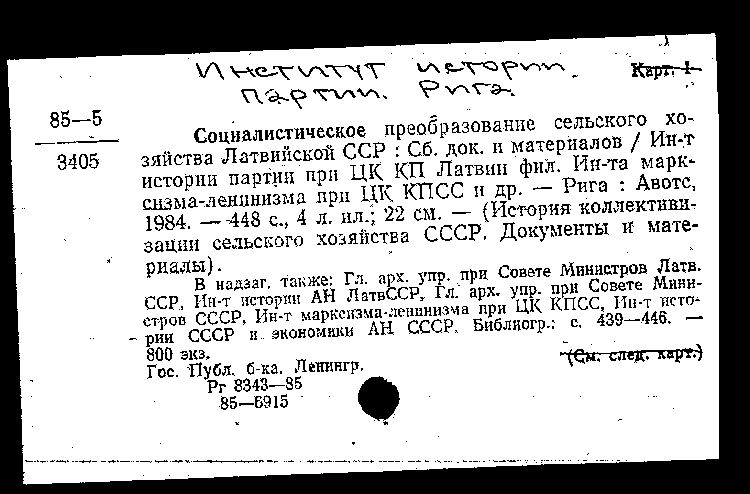 Институт истории
партии. Рига.
Карт. 1
85—5
3405
Социалистическое преобразование сельского хо-
зяйства Латвийской ССР : Сб. док. и материалов / Ин-т
истории партии при ЦК КП Латвии фил. Ин-та марк-
сизма-ленинизма при ЦК КПСС и др. — Рига : Авотс,
1984. — 448 с., 4 л. ил.; 22 см. — (История коллективи-
зации сельского хозяйства СССР. Документы и мате-
риалы).
В надзаг. также: Гл. арх. упр. при Совете Министров Латв.
ССР, Ин-т истории АН ЛатвССР, Гл. арх. упр. при Совете Мини-
стров СССР, Ин-т марксизма-ленинизма при ЦК КПСС, Ин-т исто-
рии СССР и экономики АН СССР. Библиогр.: с. 439—446. —
800 экз.
(См. след. карт.)
Гос. Публ. б-ка. Ленингр.
Рг 8343—85
85—6915